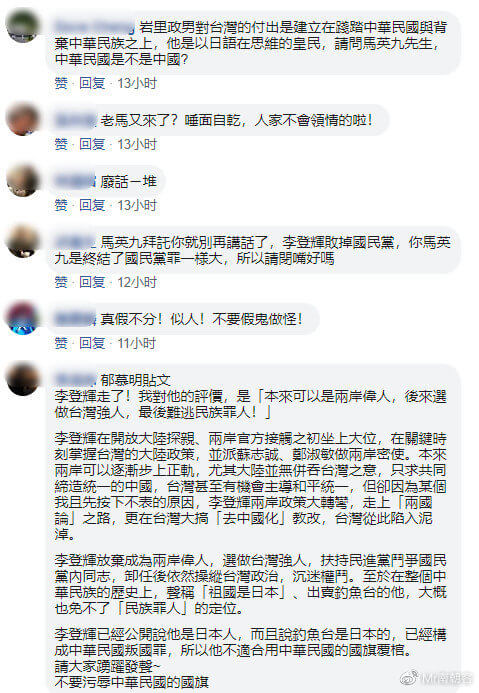 岩里政男對台灣的付出是建立在踐踏中華民國與背
棄中華民族之上，他是以日語在思維的皇民，請問馬英九先生，
中華民國是不是中國?
赞 · 回复 · 13小时
老馬又來了？唾面自乾，人家不會領情的啦！
赞 · 回复 · 13小时
廢話一堆
赞 · 回复 · 13小时
馬英九拜託你就別再講話了，李登輝敗掉國民黨，你馬英
九是終結了國民黨罪一樣大，所以請閉嘴好嗎
赞 · 回复 · 12小时
真假不分！似人！不要假鬼做怪！
赞 · 回复 · 11小时
郁慕明貼文
李登輝走了！我對他的評價，是「本來可以是兩岸偉人，後來選
做台灣強人，最後難逃民族罪人！」
李登輝在開放大陸探親、兩岸官方接觸之初坐上大位，在關鍵時
刻掌握台灣的大陸政策，並派蘇志誠、鄭淑敏做兩岸密使。本來
兩岸可以逐漸步上正軌，尤其大陸並無併吞台灣之意，只求共同
締造統一的中國，台灣甚至有機會主導和平統一，但卻因為某個
我且先按下不表的原因，李登輝兩岸政策大轉彎，走上「兩國
論」之路，更在台灣大搞「去中國化」教改，台灣從此陷入泥
淖。
李登輝放棄成為兩岸偉人，選做台灣強人，扶持民進黨鬥爭國民
黨內同志，卸任後依然操縱台灣政治，沉迷權鬥。至於在整個中
華民族的歷史上，聲稱「祖國是日本」、出賣釣魚台的他，大概
也免不了「民族罪人」的定位。
李登輝已經公開說他是日本人，而且說釣魚台是日本的，已經構
成中華民國叛國罪，所以他不適合用中華民國的國旗覆棺。
請大家踴躍發聲~
不要污辱中華民國的國旗